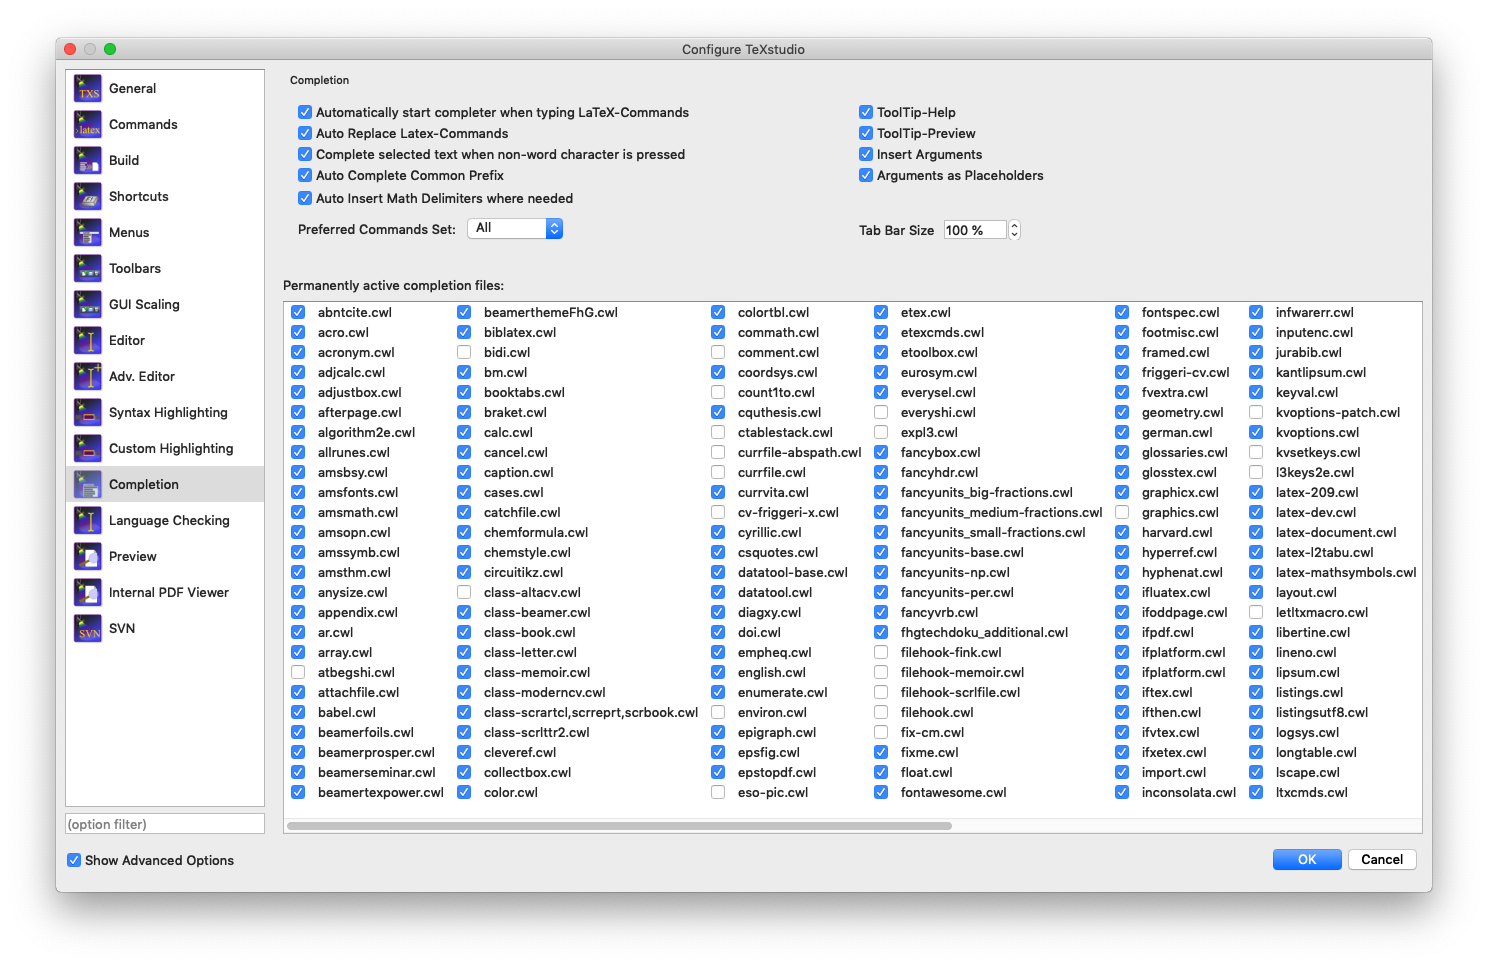 Configure TeXstudio
TXS General
›latex Commands
Build
Shortcuts
Menus
Toolbars
GUI Scaling
Editor
Adv. Editor
Syntax Highlighting
Custom Highlighting
Completion
Language Checking
Preview
Internal PDF Viewer
SVN SVN
(option filter)
Show Advanced Options
Completion
Automatically start completer when typing LaTeX-Commands
Auto Replace Latex-Commands
Complete selected text when non-word character is pressed
Auto Complete Common Prefix
Auto Insert Math Delimiters where needed
Preferred Commands Set: All
ToolTip-Help
ToolTip-Preview
Insert Arguments
Arguments as Placeholders
Tab Bar Size 100 %
Permanently active completion files:
abntcite.cwl
acro.cwl
acronym.cwl
adjcalc.cwl
adjustbox.cwl
afterpage.cwl
algorithm2e.cwl
allrunes.cwl
amsbsy.cwl
amsfonts.cwl
amsmath.cwl
amsopn.cwl
amssymb.cwl
amsthm.cwl
anysize.cwl
appendix.cwl
ar.cwl
array.cwl
atbegshi.cwl
attachfile.cwl
babel.cwl
beamerfoils.cwl
beamerprosper.cwl
beamerseminar.cwl
beamertexpower.cwl
beamerthemeFhG.cwl
biblatex.cwl
bidi.cwl
bm.cwl
booktabs.cwl
braket.cwl
calc.cwl
cancel.cwl
caption.cwl
cases.cwl
catchfile.cwl
chemformula.cwl
chemstyle.cwl
circuitikz.cwl
class-altacv.cwl
class-beamer.cwl
class-book.cwl
class-letter.cwl
class-memoir.cwl
class-moderncv.cwl
class-scrartcl,scrreprt,scrbook.cwl
class-scrlttr2.cwl
cleveref.cwl
collectbox.cwl
color.cwl
colortbl.cwl
commath.cwl
comment.cwl
coordsys.cwl
count1to.cwl
cquthesis.cwl
ctablestack.cwl
currfile-abspath.cwl
currfile.cwl
currvita.cwl
cv-friggeri-x.cwl
cyrillic.cwl
csquotes.cwl
datatool-base.cwl
datatool.cwl
diagxy.cwl
doi.cwl
empheq.cwl
english.cwl
enumerate.cwl
environ.cwl
epigraph.cwl
epsfig.cwl
epstopdf.cwl
eso-pic.cwl
etex.cwl
etexcmds.cwl
etoolbox.cwl
eurosym.cwl
everysel.cwl
everyshi.cwl
expl3.cwl
fancybox.cwl
fancyhdr.cwl
fancyunits_big-fractions.cwl
fancyunits_medium-fractions.cwl
fancyunits_small-fractions.cwl
fancyunits-base.cwl
fancyunits-np.cwl
fancyunits-per.cwl
fancyvrb.cwl
fhgtechdoku_additional.cwl
filehook-fink.cwl
filehook-memoir.cwl
filehook-scrlfile.cwl
filehook.cwl
fix-cm.cwl
fixme.cwl
float.cwl
fontawesome.cwl
fontspec.cwl
footmisc.cwl
framed.cwl
friggeri-cv.cwl
fvextra.cwl
geometry.cwl
german.cwl
glossaries.cwl
glosstex.cwl
graphicx.cwl
graphics.cwl
harvard.cwl
hyperref.cwl
hyphenat.cwl
ifluatex.cwl
ifoddpage.cwl
ifpdf.cwl
ifplatform.cwl
ifplatform.cwl
iftex.cwl
ifthen.cwl
ifvtex.cwl
ifxetex.cwl
import.cwl
inconsolata.cwl
infwarerr.cwl
inputenc.cwl
jurabib.cwl
kantlipsum.cwl
keyval.cwl
kvoptions-patch.cwl
kvoptions.cwl
kvsetkeys.cwl
l3keys2e.cwl
latex-209.cwl
latex-dev.cwl
latex-document.cwl
latex-l2tabu.cwl
latex-mathsymbols.cwl
layout.cwl
letltxmacro.cwl
libertine.cwl
lineno.cwl
lipsum.cwl
listings.cwl
listingsutf8.cwl
logsys.cwl
longtable.cwl
lscape.cwl
ltxcmds.cwl
OK
Cancel